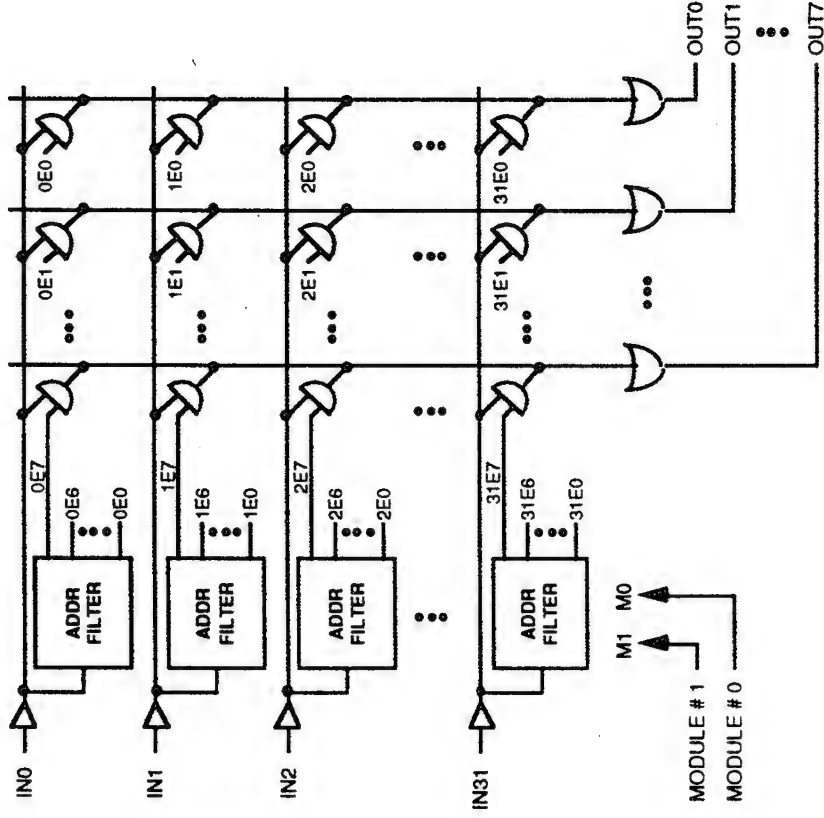 IN0
ADDR
FILTER
0E7
0E6
0E0
0E1
0E0
IN1
ADDR
FILTER
1E7
1E6
1E0
1E1
1E0
IN2
ADDR
FILTER
2E7
2E6
2E0
2E1
2E0
IN31
ADDR
FILTER
31E7
31E6
31E0
31E1
31E0
M1
M0
MODULE # 1
MODULE # 0
OUT0
OUT1
OUT7